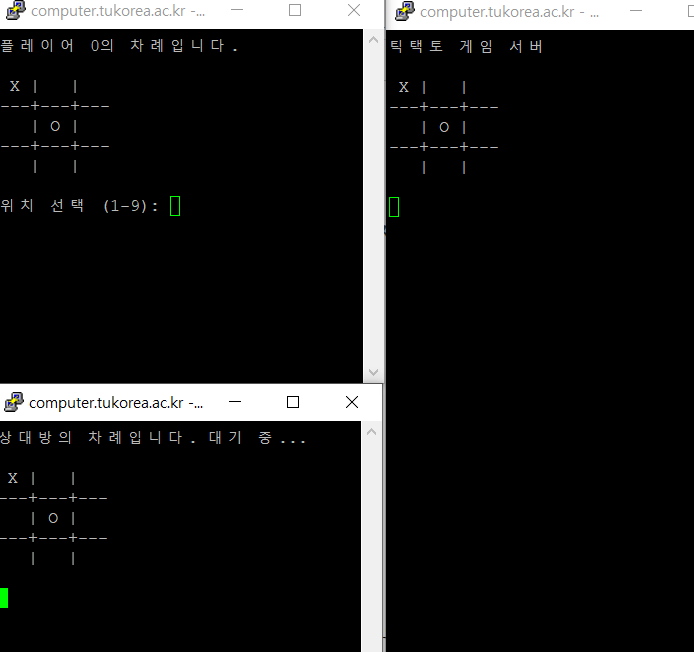 computer.tukorea.ac.kr -...
플레이어 O의 차례입니다.
 X |   |
---+---+---
   | O |
---+---+---
   |   |
위치 선택 (1-9):
computer.tukorea.ac.kr - ...
틱택토 게임 서버
 X |   |
---+---+---
   | O |
---+---+---
   |   |
computer.tukorea.ac.kr -...
상대방의 차례입니다. 대기 중...
 X |   |
---+---+---
   | O |
---+---+---
   |   |